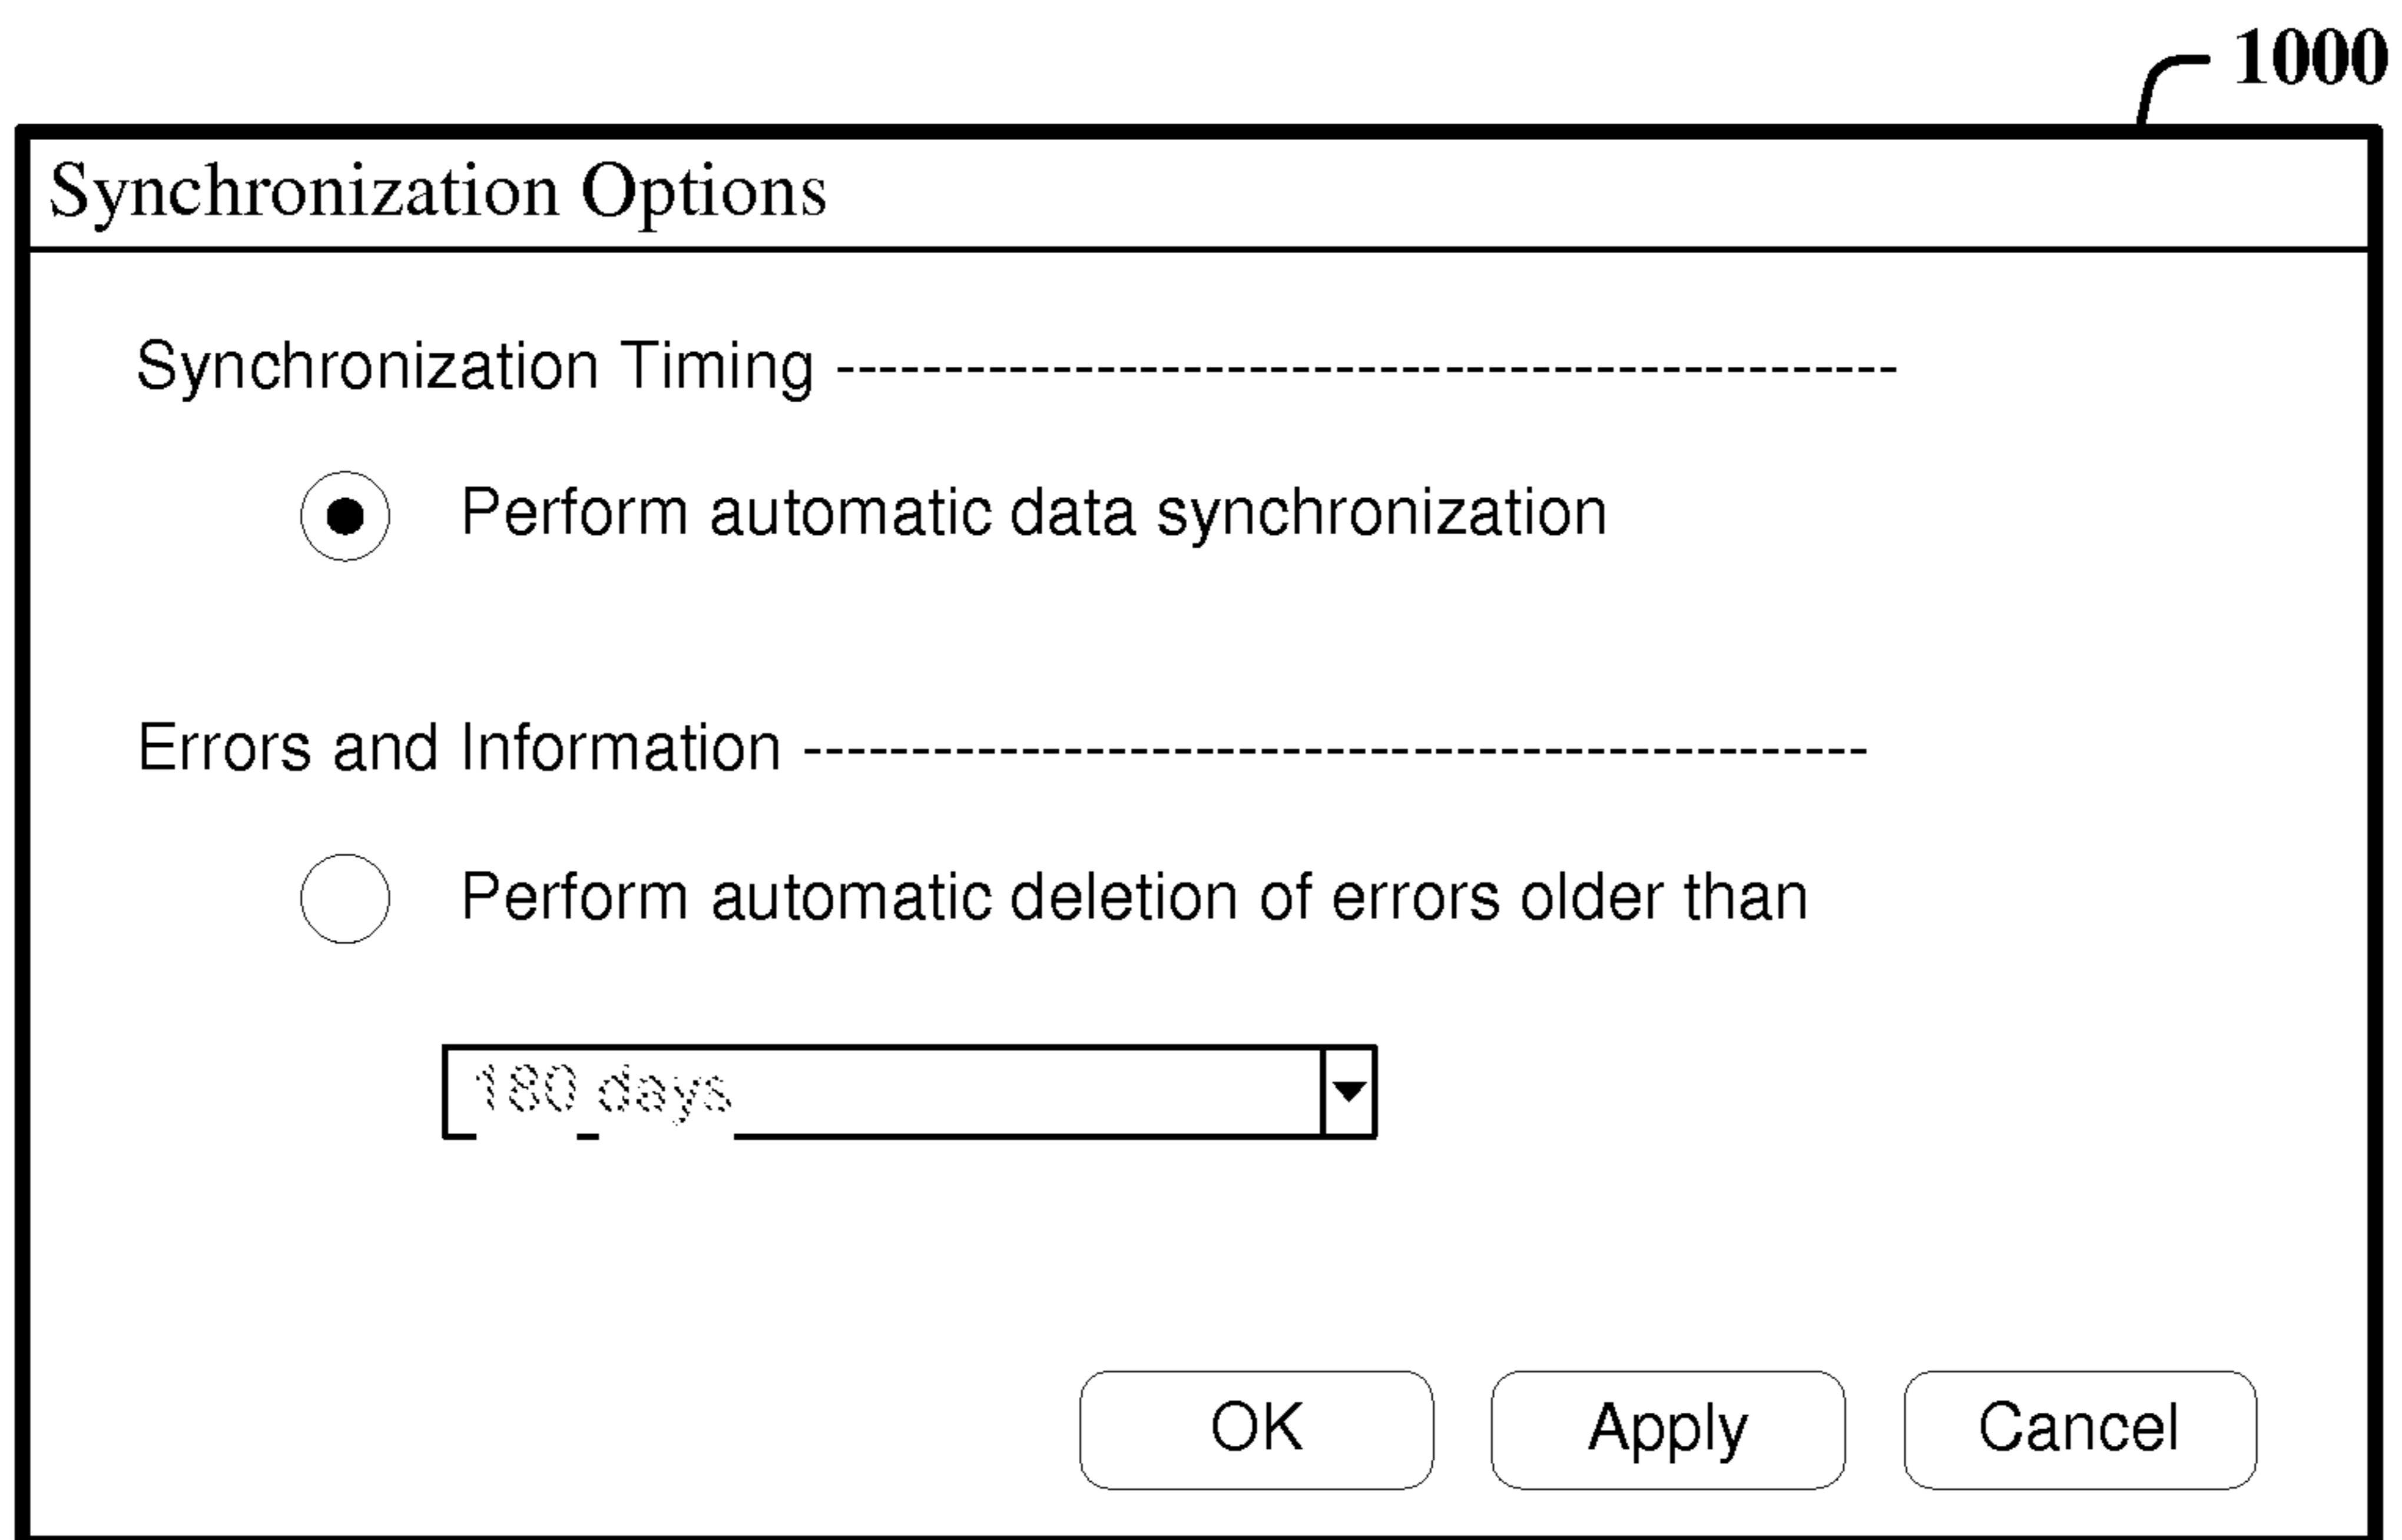 1000
Synchronization Options
Synchronization Timing -------------------------------------------------
Perform automatic data synchronization
Errors and Information -------------------------------------------------
Perform automatic deletion of errors older than
180 days
OK Apply Cancel